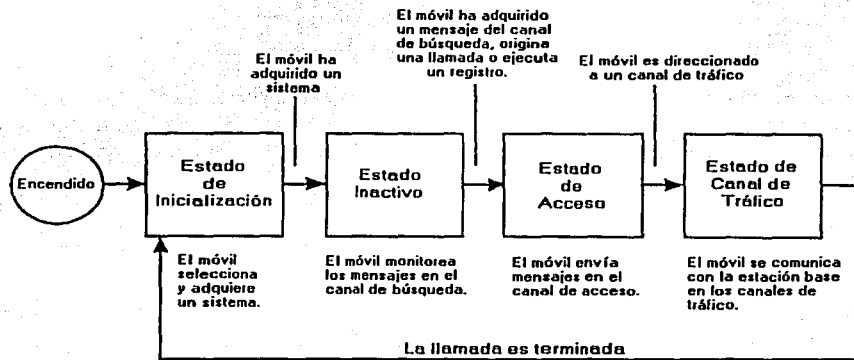 El móvil ha
adquirido un
sistema
El móvil ha adquirido
un mensaje del canal
de búsqueda, origina
una llamada o ejecuta
un registro.
El móvil es direccionado
a un canal de tráfico
Encendido
Estado
de
Inicialización
Estado
Inactivo
Estado
de
Acceso
Estado de
Canal de
Tráfico
El móvil
selecciona
y adquiere
un sistema.
El móvil monitorea
los mensajes en el
canal de búsqueda.
El móvil envía
mensajes en el
canal de acceso.
El móvil se comunica
con la estación base
en los canales de
tráfico.
La llamada es terminada